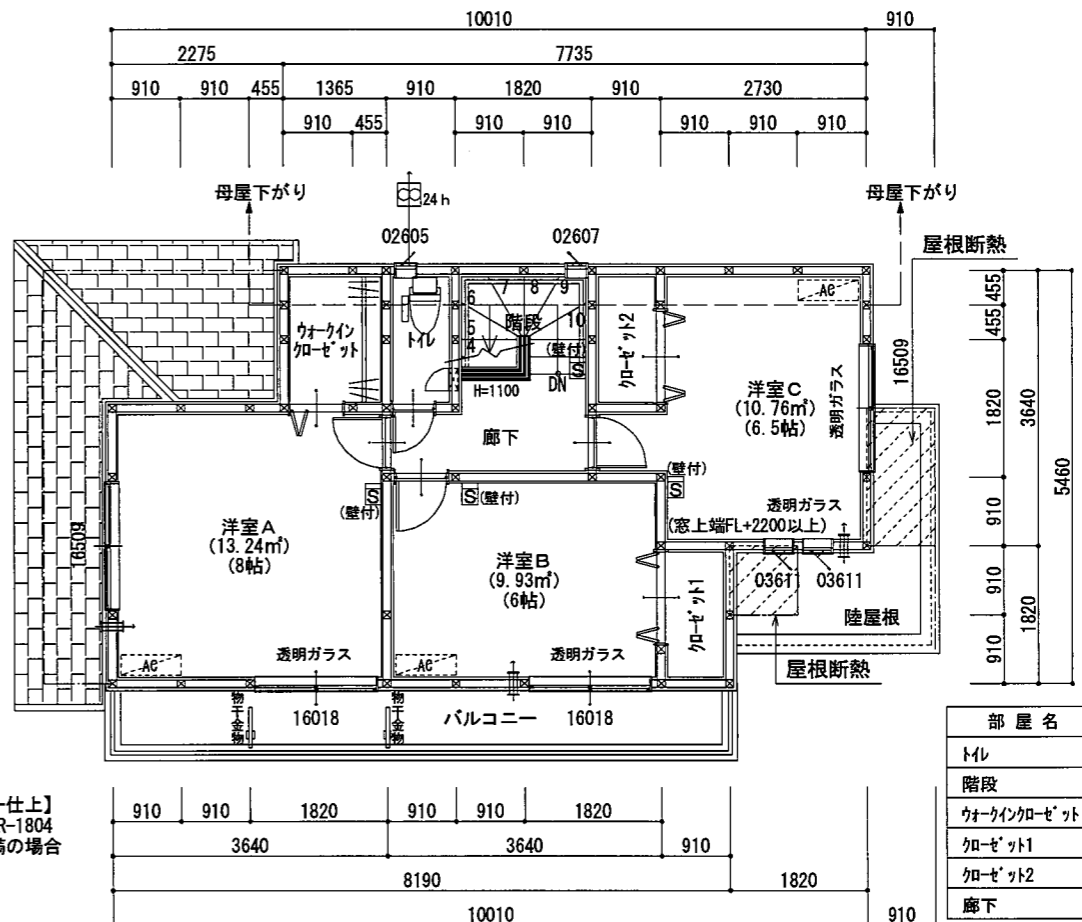 10010
910
2275
7735
910
910
455
1365
910
1820
910
2730
910
455
910
910
910
910
910
母屋下がり
24h
母屋下がり
屋根断熱
02605
02607
AC
16509
455
455
1820
910
910
910
3640
1820
5460
ウォークイン
クローゼット
トイレ
階段
4
5
6
7
8
9
10
(壁付)
S
DN
H=1100
クローゼット2
洋室C
(10.76㎡)
(6.5帖)
透明ガラス
廊下
(壁付)
S
S
(壁付)
S
(壁付)
透明ガラス
(窓上端FL+2200以上)
16509
洋室A
(13.24㎡)
(8帖)
洋室B
(9.93㎡)
(6帖)
クローゼット1
03611
03611
陸屋根
屋根断熱
AC
透明ガラス
AC
透明ガラス
物干金物
16018
物干金物
バルコニー
16018
部屋名
トイレ
階段
ウォークインクローゼット
クローゼット1
クローゼット2
廊下
ー仕上】
R-1804
の場合
910
910
1820
910
910
1820
3640
3640
910
8190
1820
10010
910